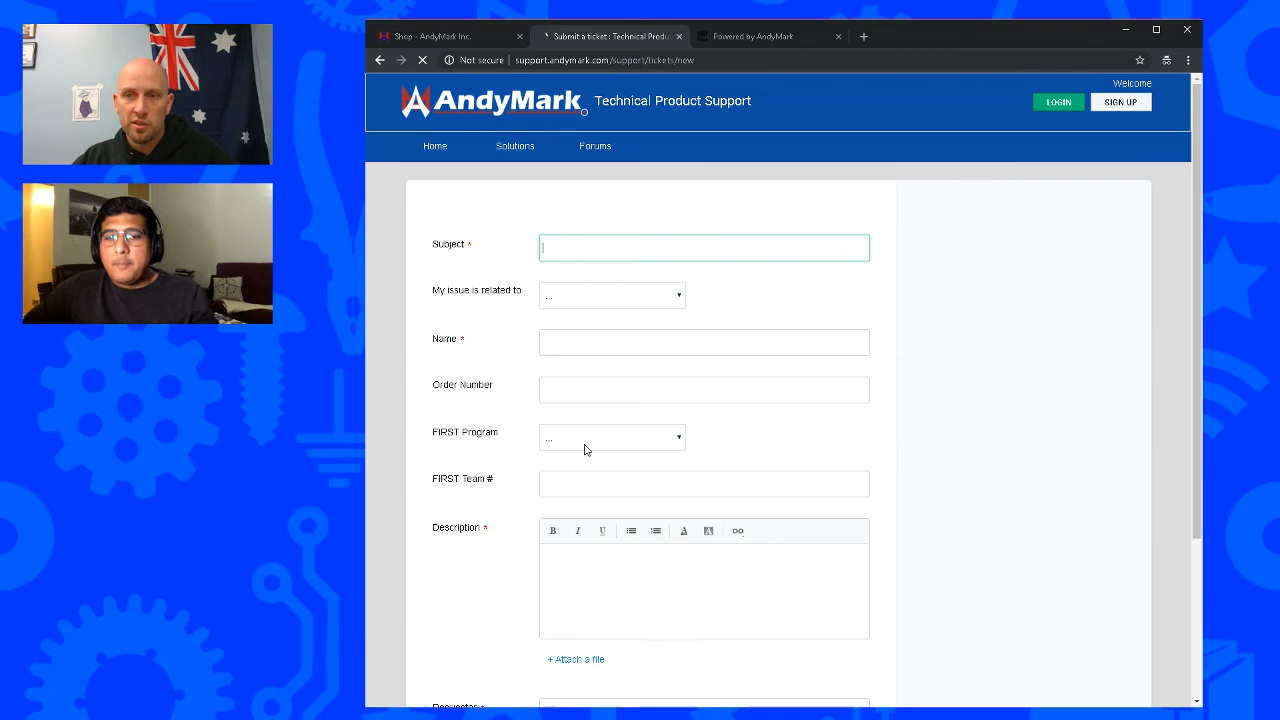 Shop - AndyMark Inc.
Submit a ticket : Technical Produ
Powered by AndyMark
Not secure
support.andymark.com/support/tickets/new
Welcome
AndyMark
Technical Product Support
LOGIN
SIGN UP
Home
Solutions
Forums
Subject *
My issue is related to
...
Name *
Order Number
FIRST Program
...
FIRST Team #
Description *
B I U A A
+ Attach a file
Requester *